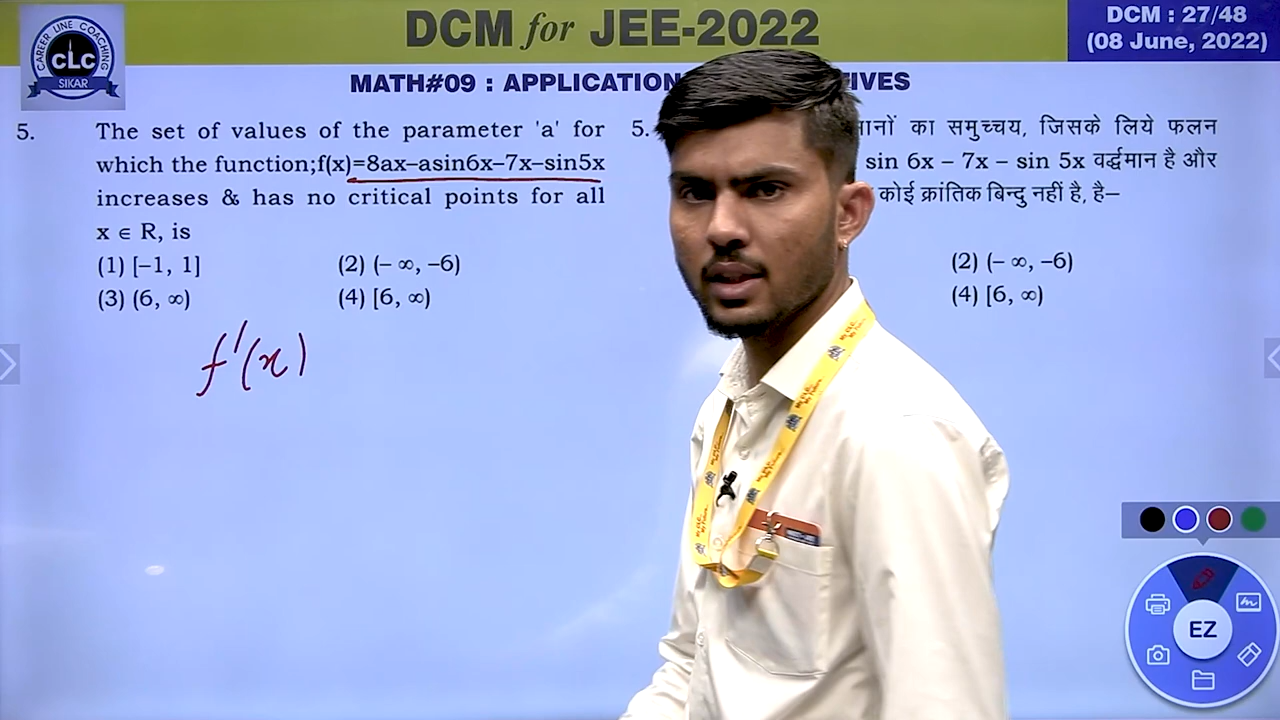 DCM for JEE-2022
DCM : 27/48
(08 June, 2022)
CAREER LINE COACHING
CLC
SIKAR
MATH#09 : APPLICATION
5. The set of values of the parameter 'a' for
which the function;f(x)=8ax–asin6x–7x–sin5x
increases & has no critical points for all
x ∈ R, is
(1) [–1, 1] (2) (– ∞, –6)
(3) (6, ∞) (4) [6, ∞)
f'(x)
5. का समुच्चय, जिसके लिये फलन
sin 6x – 7x – sin 5x वर्द्धमान है और
कोई क्रांतिक बिन्दु नहीं है, है–
(2) (– ∞, –6)
(4) [6, ∞)
EZ